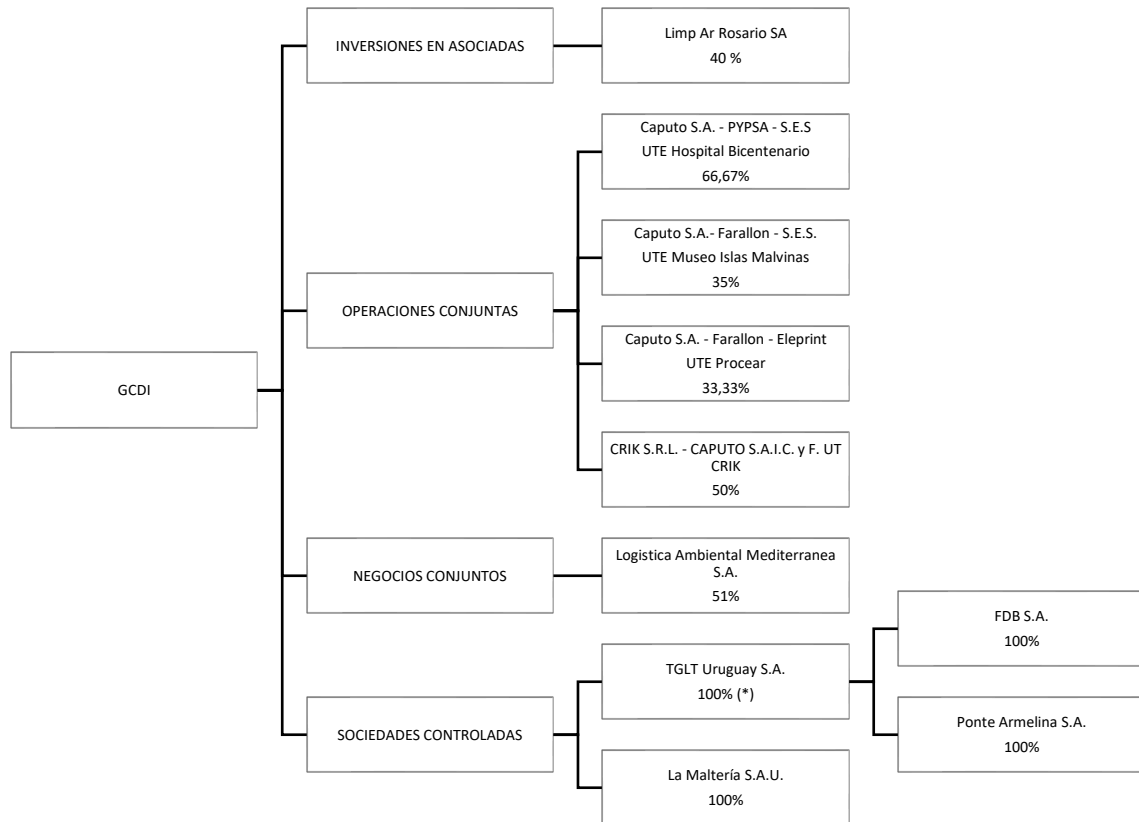 GCDI
INVERSIONES EN ASOCIADAS
Limp Ar Rosario SA
40 %
OPERACIONES CONJUNTAS
Caputo S.A. - PYPSA - S.E.S
UTE Hospital Bicentenario
66,67%
Caputo S.A.- Farallon - S.E.S.
UTE Museo Islas Malvinas
35%
Caputo S.A. - Farallon - Eleprint
UTE Procear
33,33%
CRIK S.R.L. - CAPUTO S.A.I.C. y F. UT
CRIK
50%
NEGOCIOS CONJUNTOS
Logistica Ambiental Mediterranea
S.A.
51%
SOCIEDADES CONTROLADAS
TGLT Uruguay S.A.
100% (*)
FDB S.A.
100%
Ponte Armelina S.A.
100%
La Maltería S.A.U.
100%